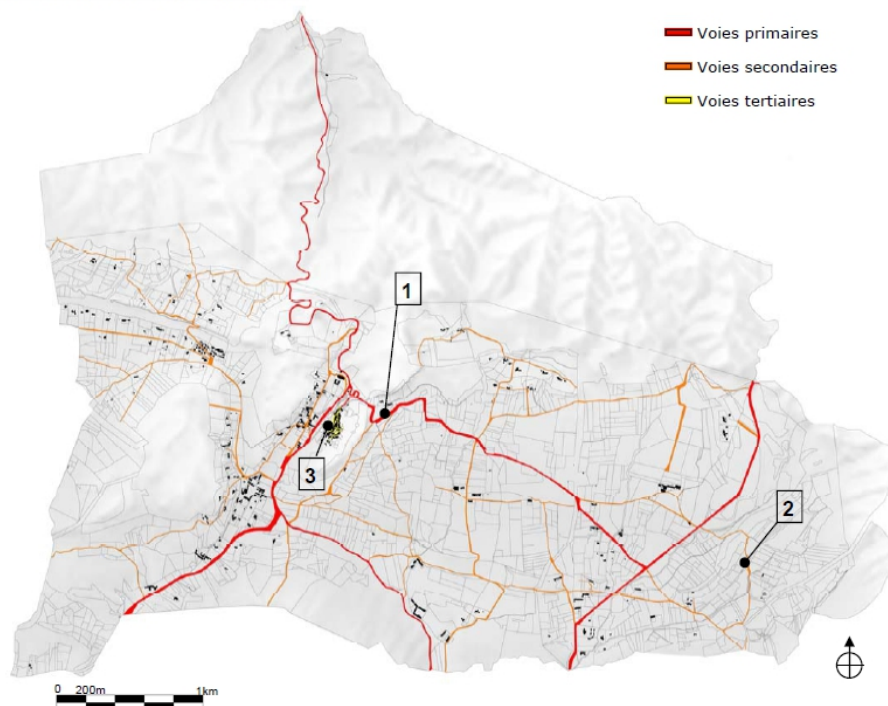 Voies primaires
Voies secondaires
Voies tertiaires
1
3
2
0 200m 1km